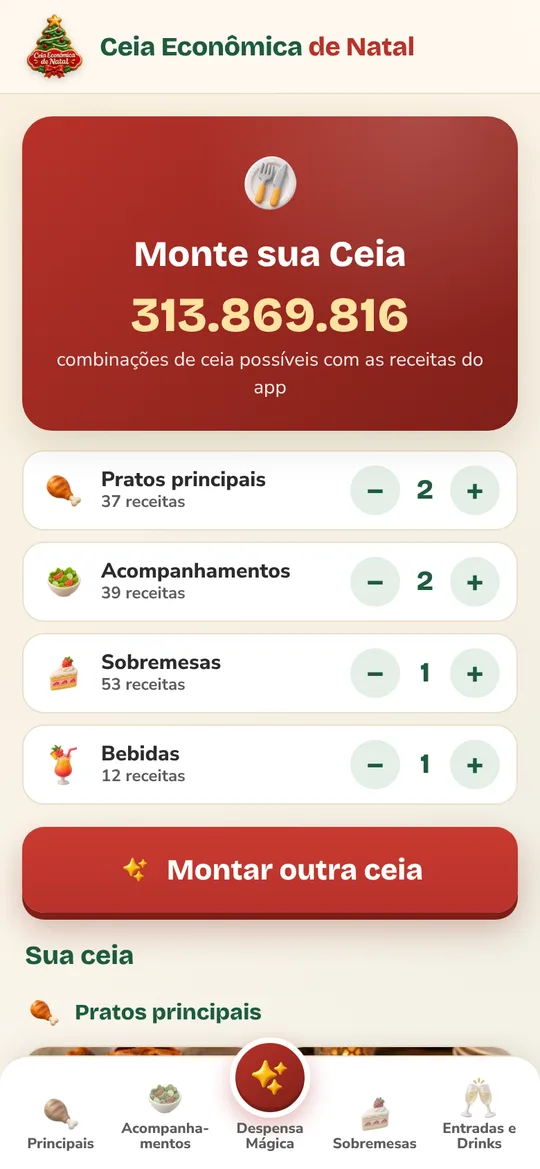 Ceia Econômica
de Natal
Ceia Econômica de Natal
Monte sua Ceia
313.869.816
combinações de ceia possíveis com as receitas do
app
Pratos principais
37 receitas
− 2 +
Acompanhamentos
39 receitas
− 2 +
Sobremesas
53 receitas
− 1 +
Bebidas
12 receitas
− 1 +
Montar outra ceia
Sua ceia
Pratos principais
Principais
Acompanha-
mentos
Despensa
Mágica
Sobremesas
Entradas e
Drinks